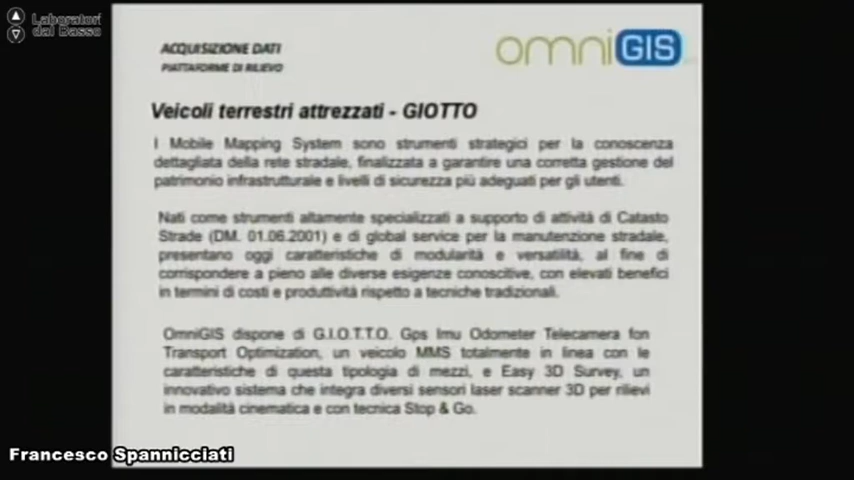 Laboratori
dal Basso
ACQUISIZIONE DATI
PIATTAFORME DI RILIEVO
omniGIS
Veicoli terrestri attrezzati - GIOTTO
I Mobile Mapping System sono strumenti strategici per la conoscenza
dettagliata della rete stradale, finalizzata a garantire una corretta gestione del
patrimonio infrastrutturale e livelli di sicurezza più adeguati per gli utenti.
Nati come strumenti altamente specializzati a supporto di attività di Catasto
Strade (DM. 01.06.2001) e di global service per la manutenzione stradale,
presentano oggi caratteristiche di modularità e versatilità, al fine di
corrispondere a pieno alle diverse esigenze conoscitive, con elevati benefici
in termini di costi e produttività rispetto a tecniche tradizionali.
OmniGIS dispone di G.I.O.T.T.O. Gps Imu Odometer Telecamera fon
Transport Optimization, un veicolo MMS totalmente in linea con le
caratteristiche di questa tipologia di mezzi, e Easy 3D Survey, un
innovativo sistema che integra diversi sensori laser scanner 3D per rilievi
in modalità cinematica e con tecnica Stop & Go.
Francesco Spannicciati